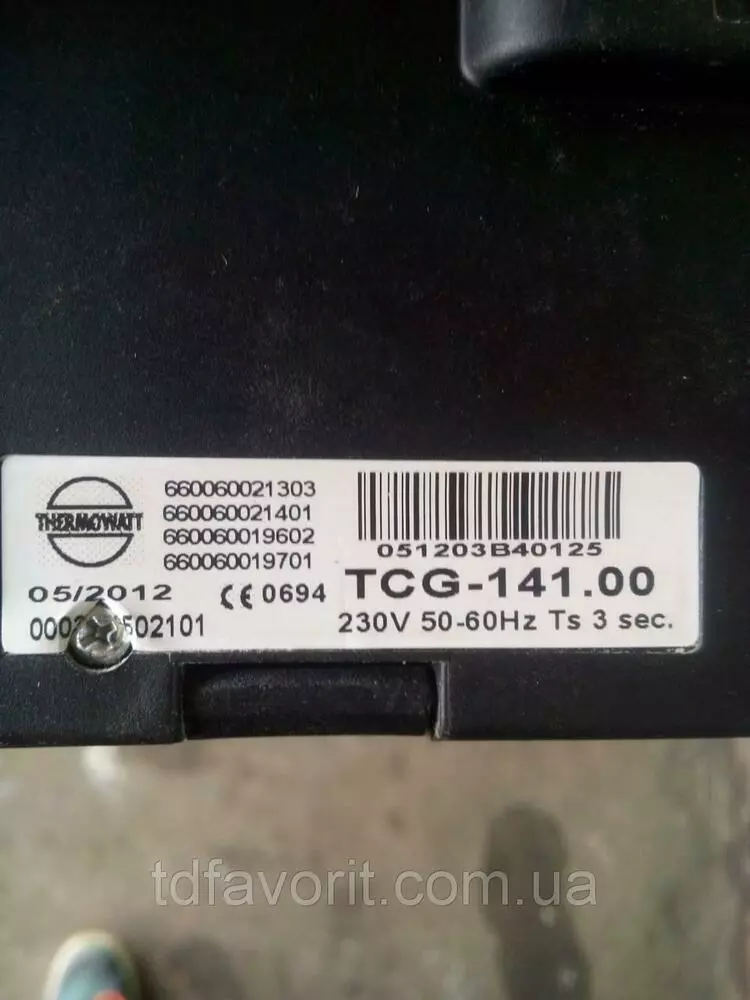 THERMOWATT
660060021303
660060021401
660060019602
660060019701
051203B40125
05/2012
CE 0694
TCG-141.00
502101
230V 50-60Hz Ts 3 sec.
tdfavorit.com.ua